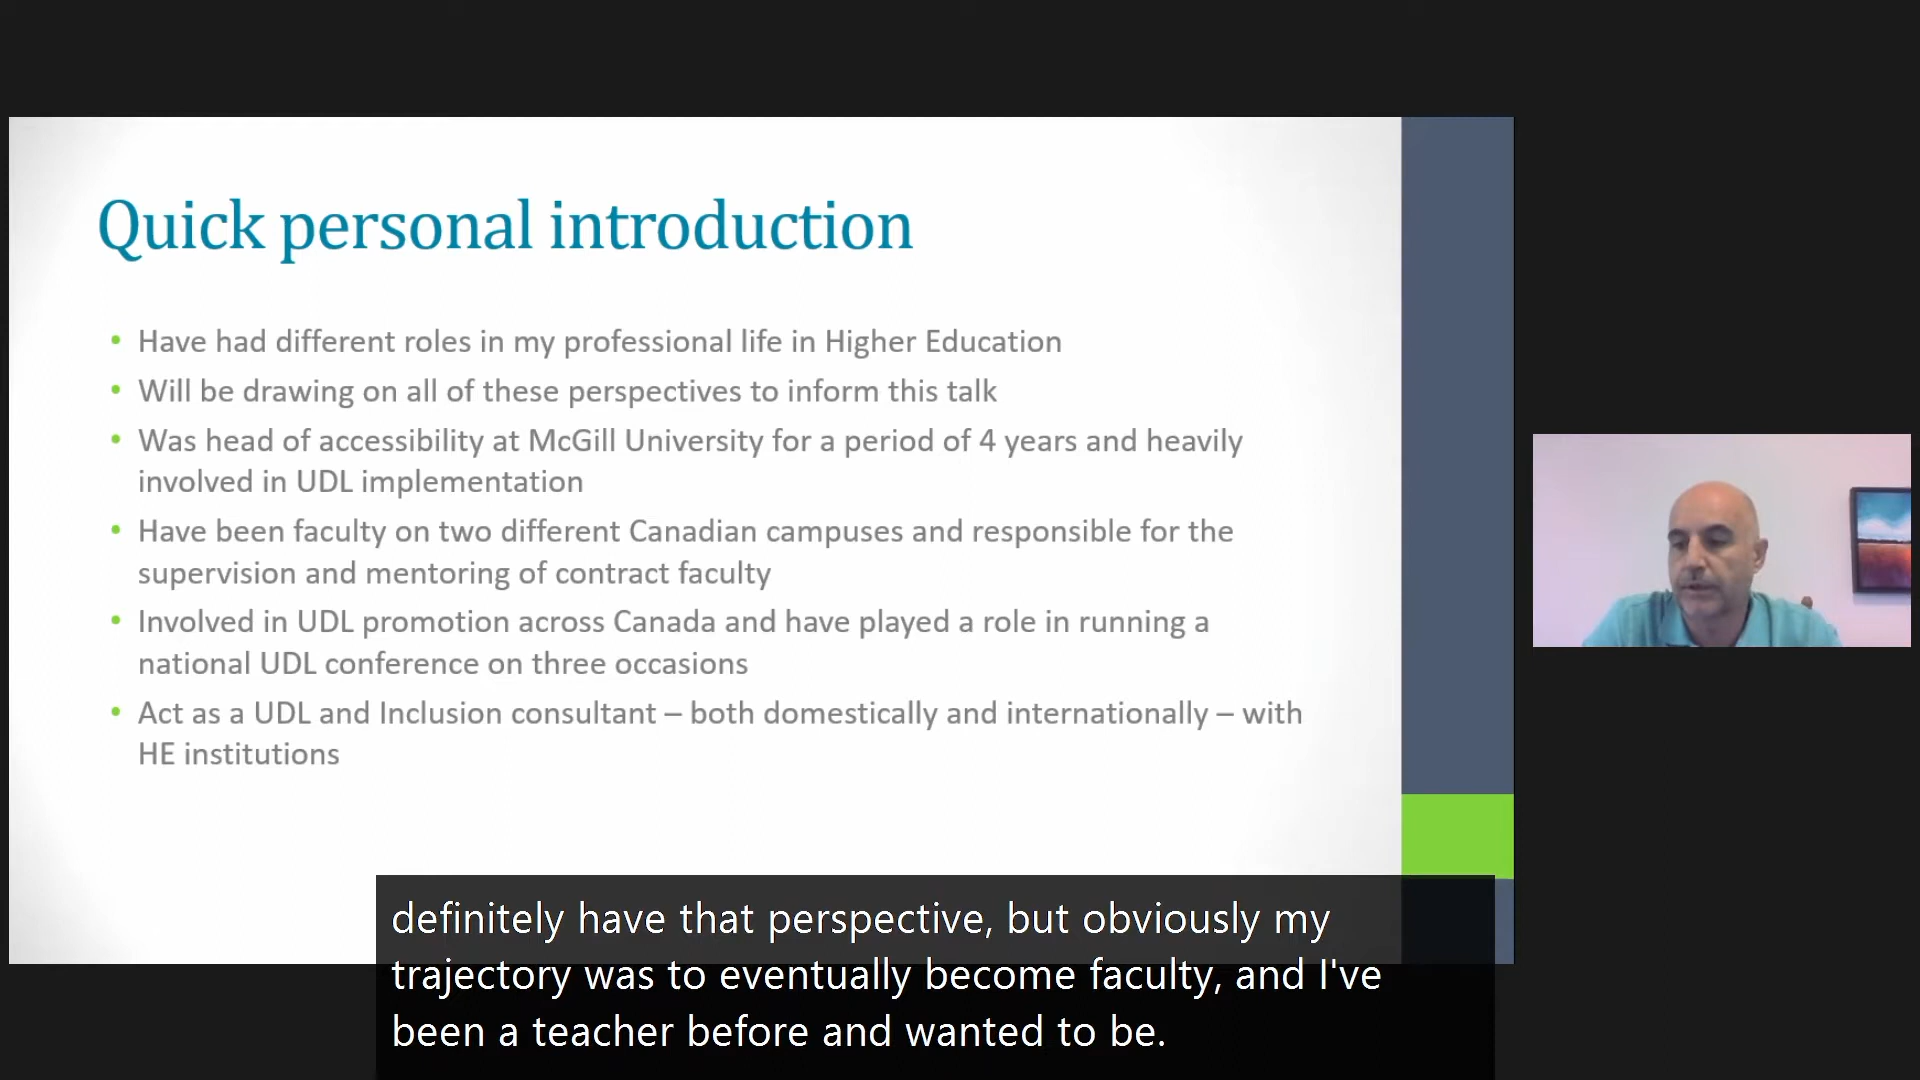 Quick personal introduction
• Have had different roles in my professional life in Higher Education
• Will be drawing on all of these perspectives to inform this talk
• Was head of accessibility at McGill University for a period of 4 years and heavily
involved in UDL implementation
• Have been faculty on two different Canadian campuses and responsible for the
supervision and mentoring of contract faculty
• Involved in UDL promotion across Canada and have played a role in running a
national UDL conference on three occasions
• Act as a UDL and Inclusion consultant – both domestically and internationally – with
HE institutions
definitely have that perspective, but obviously my
trajectory was to eventually become faculty, and I've
been a teacher before and wanted to be.